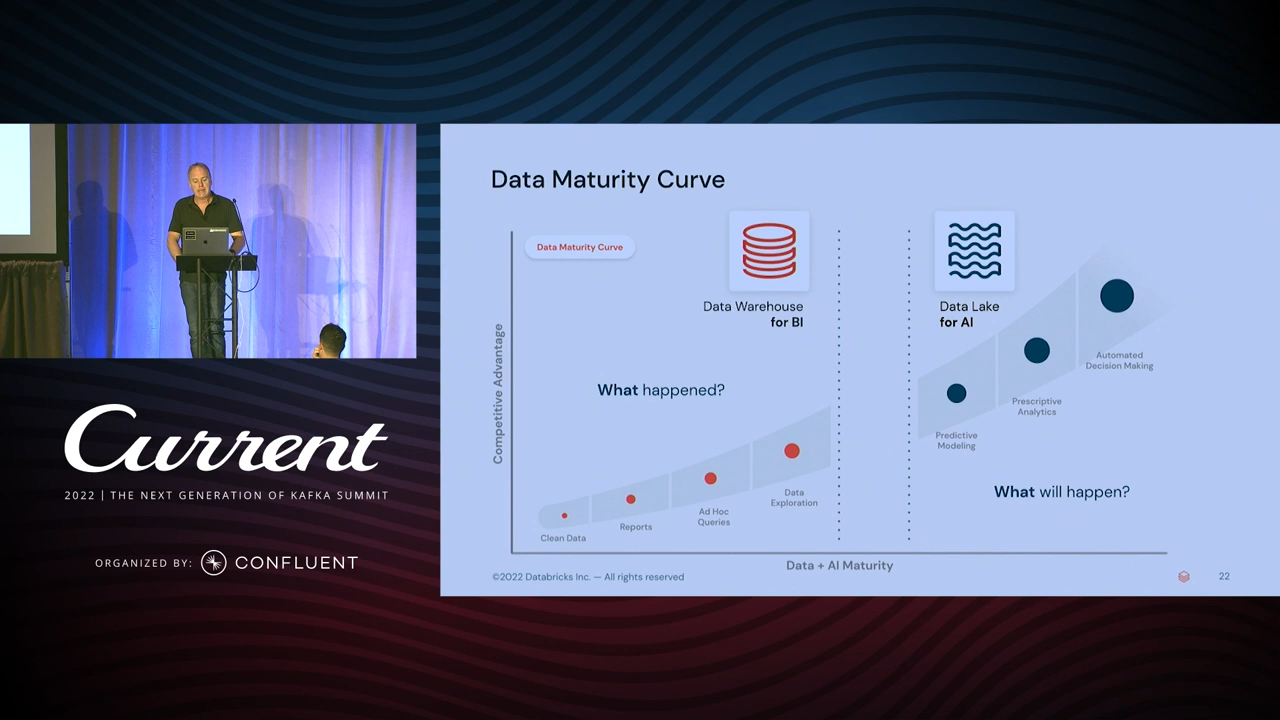 Data Maturity Curve
Data Maturity Curve
Data Warehouse
for BI
Data Lake
for AI
Competitive Advantage
What happened?
Automated
Decision Making
Prescriptive
Analytics
Predictive
Modeling
What will happen?
Data
Exploration
Ad Hoc
Queries
Reports
Clean Data
Data + AI Maturity
©2022 Databricks Inc. — All rights reserved
22
Current
2022 | THE NEXT GENERATION OF KAFKA SUMMIT
ORGANIZED BY: CONFLUENT